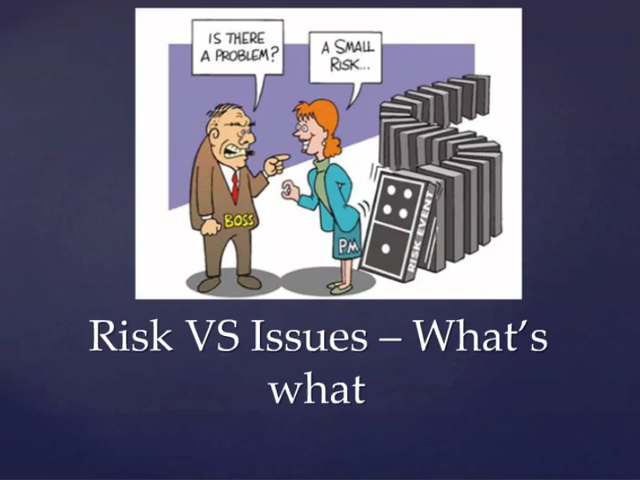 IS THERE
A PROBLEM?
A SMALL
RISK...
BOSS
PM
RISK EVENT
Risk VS Issues – What’s
what